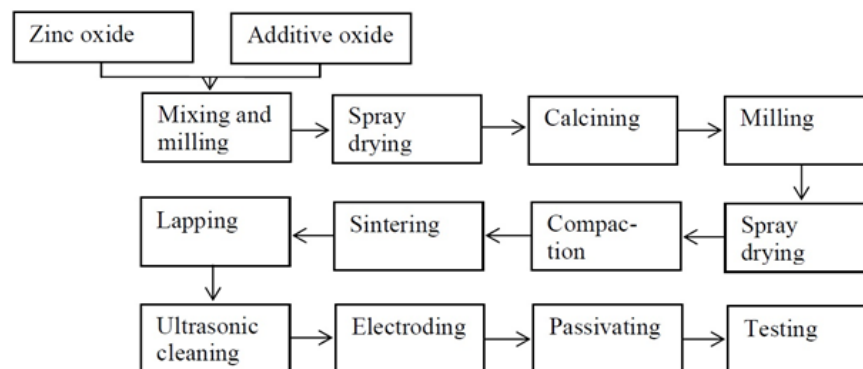 Zinc oxide
Additive oxide
Mixing and
milling
Spray
drying
Calcining
Milling
Lapping
Sintering
Compac-
tion
Spray
drying
Ultrasonic
cleaning
Electroding
Passivating
Testing